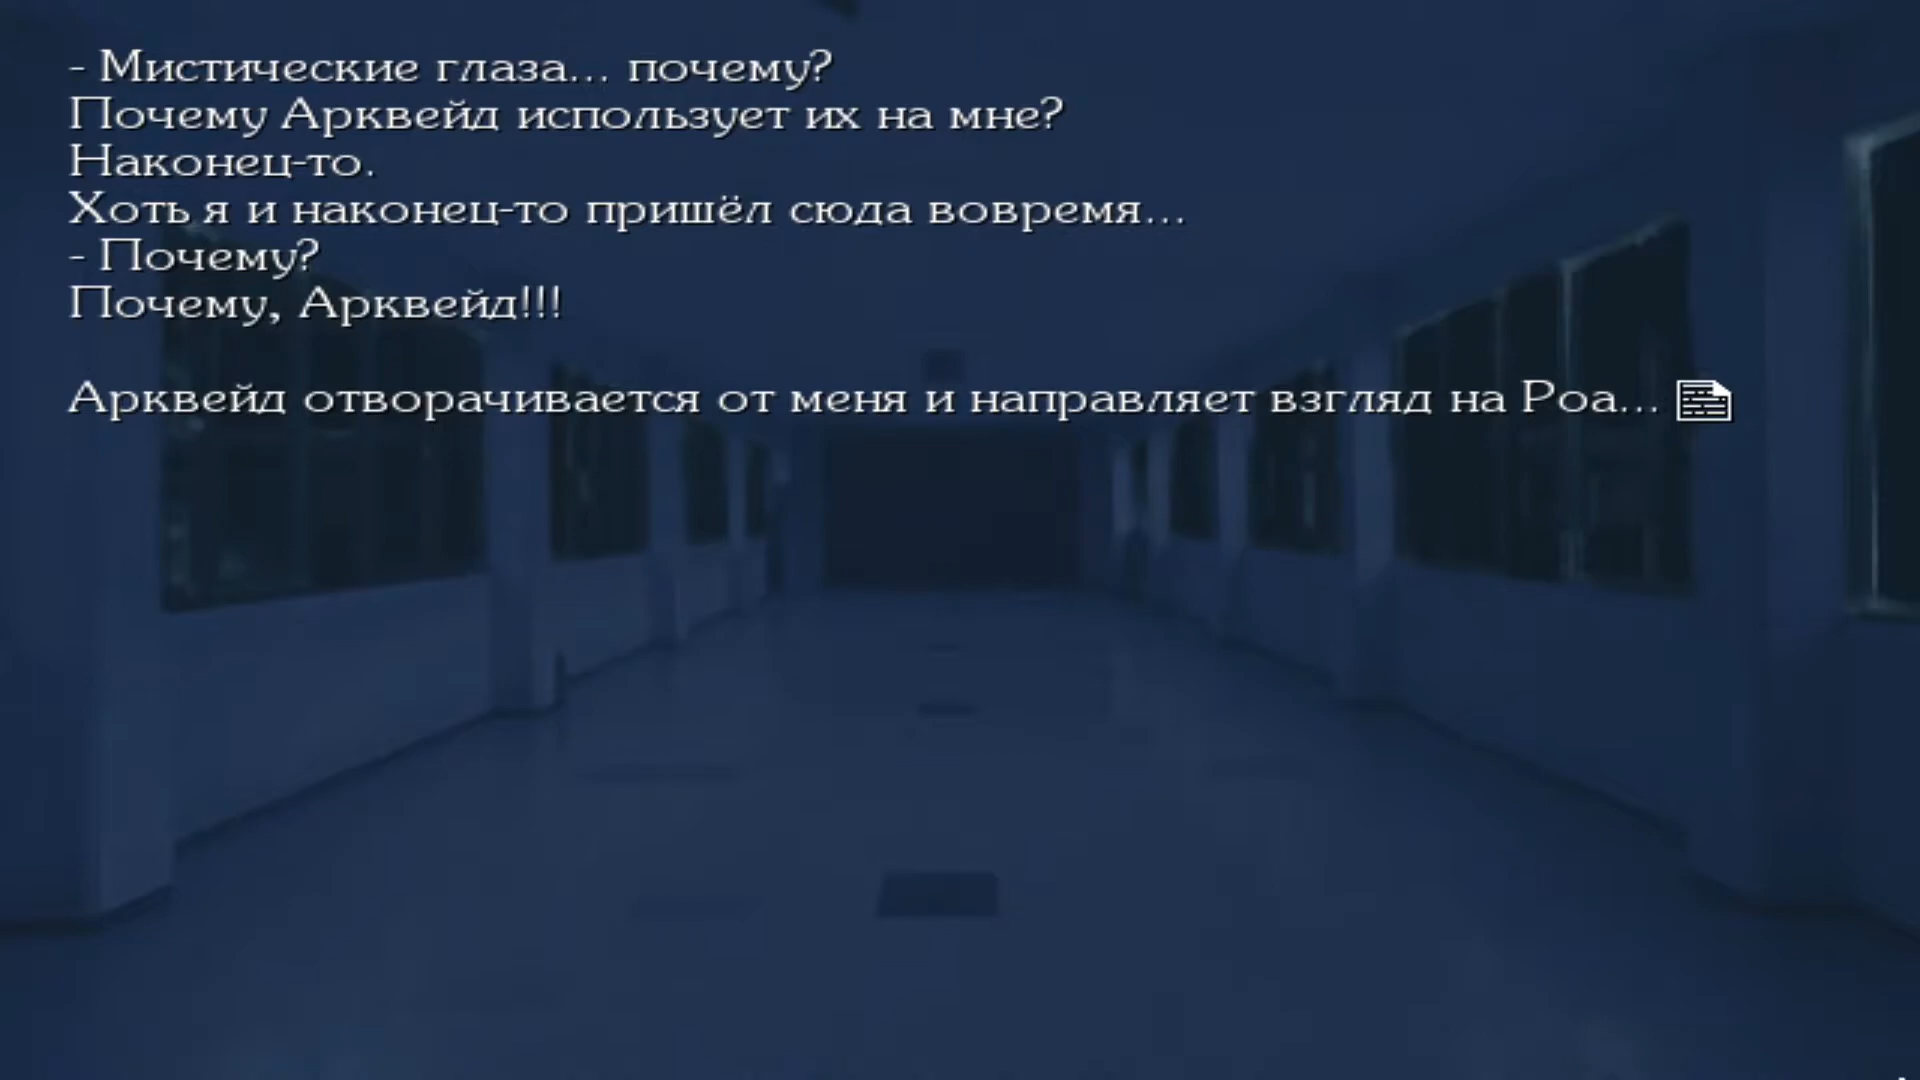 - Мистические глаза... почему?
Почему Арквейд использует их на мне?
Наконец-то.
Хоть я и наконец-то пришёл сюда вовремя...
- Почему?
Почему, Арквейд!!!
Арквейд отворачивается от меня и направляет взгляд на Роа...